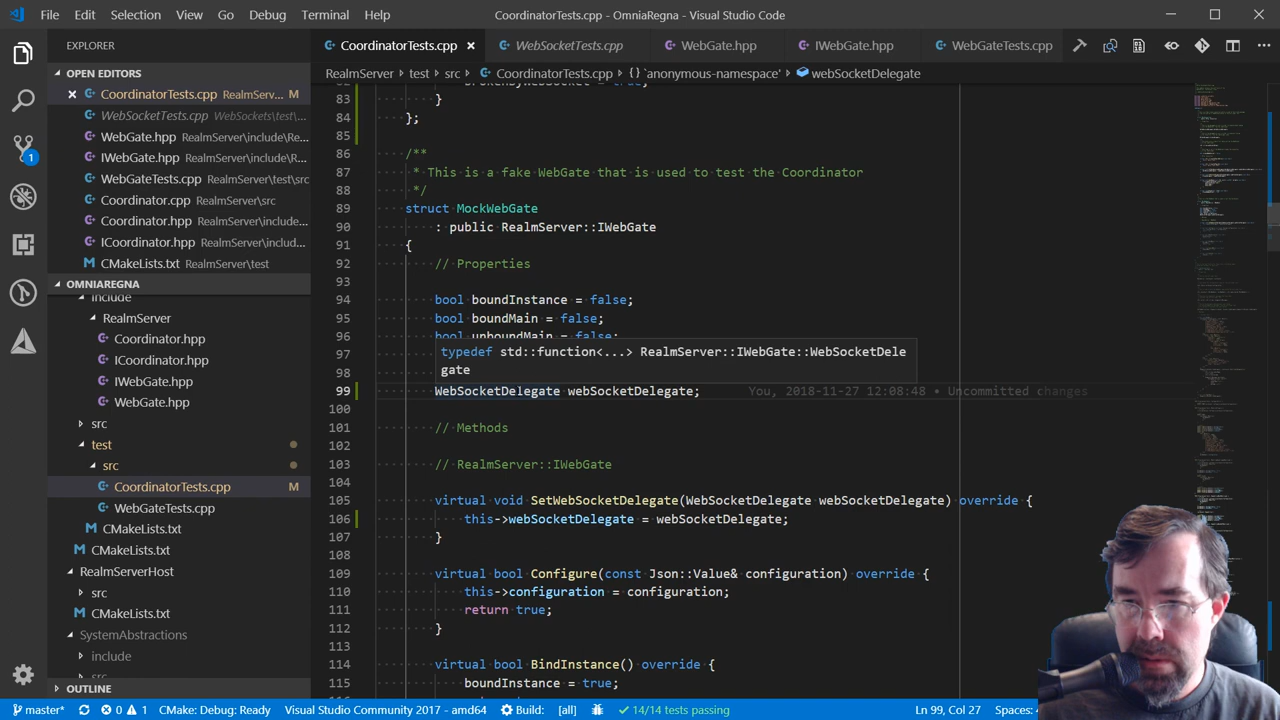 File Edit Selection View Go Debug Terminal Help
CoordinatorTests.cpp - OmniaRegna - Visual Studio Code
EXPLORER
CoordinatorTests.cpp WebSocketTests.cpp WebGate.hpp IWebGate.hpp WebGateTests.cpp
RealmServer test src CoordinatorTests.cpp {} `anonymous-namespace' webSocketDelegate
OPEN EDITORS
CoordinatorTests.cpp RealmServ... M
WebSocketTests.cpp WebSockets\test\...
WebGate.hpp RealmServer\include\Re...
IWebGate.hpp RealmServer\include\R...
WebGateTests.cpp RealmServer\test\src
Coordinator.cpp RealmServer\src
Coordinator.hpp RealmServer\include...
ICoordinator.hpp RealmServer\includ...
CMakeLists.txt RealmServer\test
OMNIAREGNA
include
RealmServer
Coordinator.hpp
ICoordinator.hpp
IWebGate.hpp
WebGate.hpp
src
test
src
CoordinatorTests.cpp M
WebGateTests.cpp
CMakeLists.txt
CMakeLists.txt
RealmServerHost
src
CMakeLists.txt
SystemAbstractions
include
src
OUTLINE
1
83 }
84 };
85
86 /**
87 * This is a fake WebGate that is used to test the Coordinator
88 */
89 struct MockWebGate
90 : public RealmServer::IWebGate
91 {
92 // Properties
93
94 bool boundInstance = false;
95 bool boundMain = false;
96 bool unboundMain = false;
97 typedef std::function<...> RealmServer::IWebGate::WebSocketDele
98 gate
99 WebSocketDelegate webSocketDelegate; You, 2018-11-27 12:08:48 • Uncommitted changes
100
101 // Methods
102
103 // RealmServer::IWebGate
104
105 virtual void SetWebSocketDelegate(WebSocketDelegate webSocketDelegate) override {
106 this->webSocketDelegate = webSocketDelegate;
107 }
108
109 virtual bool Configure(const Json::Value& configuration) override {
110 this->configuration = configuration;
111 return true;
112 }
113
114 virtual bool BindInstance() override {
115 boundInstance = true;
master* 0 1 CMake: Debug: Ready Visual Studio Community 2017 - amd64 Build: [all] 14/14 tests passing Ln 99, Col 27 Spaces: